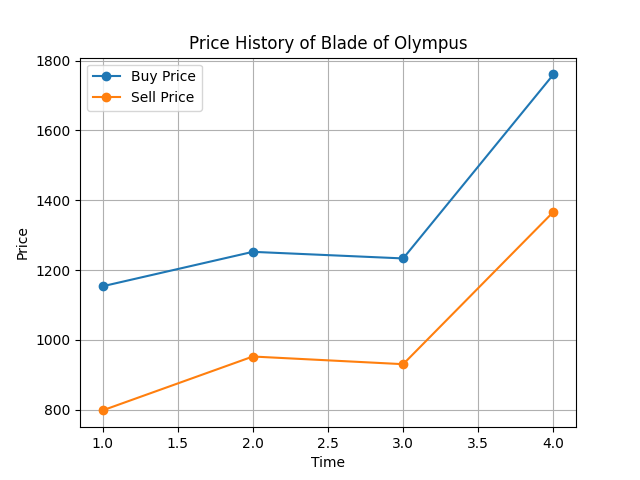 Price History of Blade of Olympus
Buy Price
Sell Price
Price
1800
1600
1400
1200
1000
800
1.0 1.5 2.0 2.5 3.0 3.5 4.0
Time